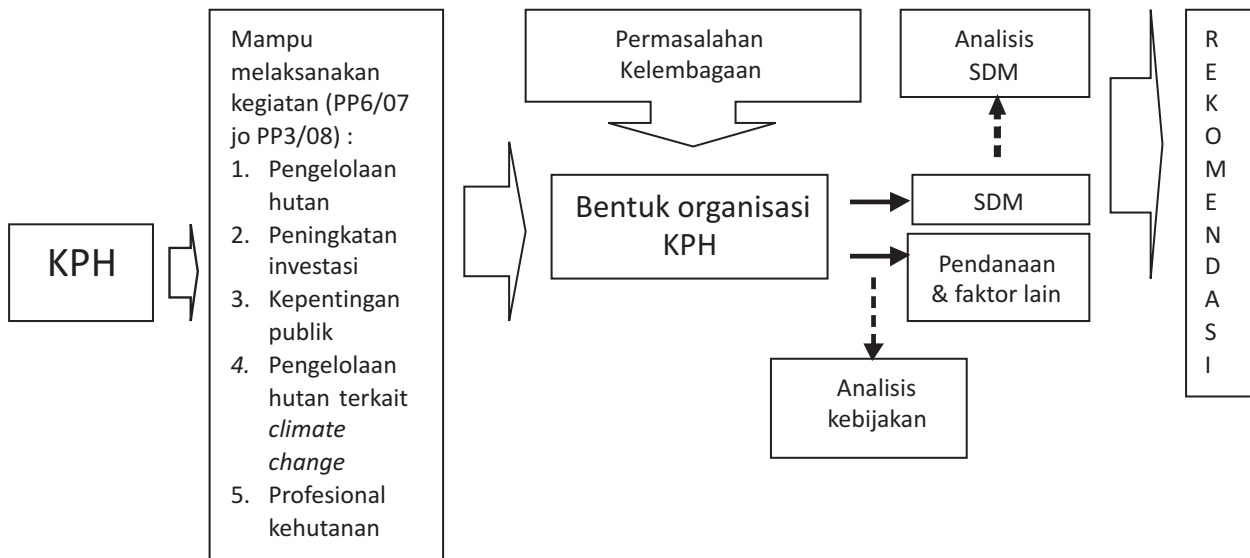 KPH
Mampu
melaksanakan
kegiatan (PP6/07
jo PP3/08) :
1. Pengelolaan
hutan
2. Peningkatan
investasi
3. Kepentingan
publik
4. Pengelolaan
hutan terkait
climate
change
5. Profesional
kehutanan
Permasalahan
Kelembagaan
Bentuk organisasi
KPH
Analisis
SDM
SDM
Pendanaan
& faktor lain
Analisis
kebijakan
R
E
K
O
M
E
N
D
A
S
I